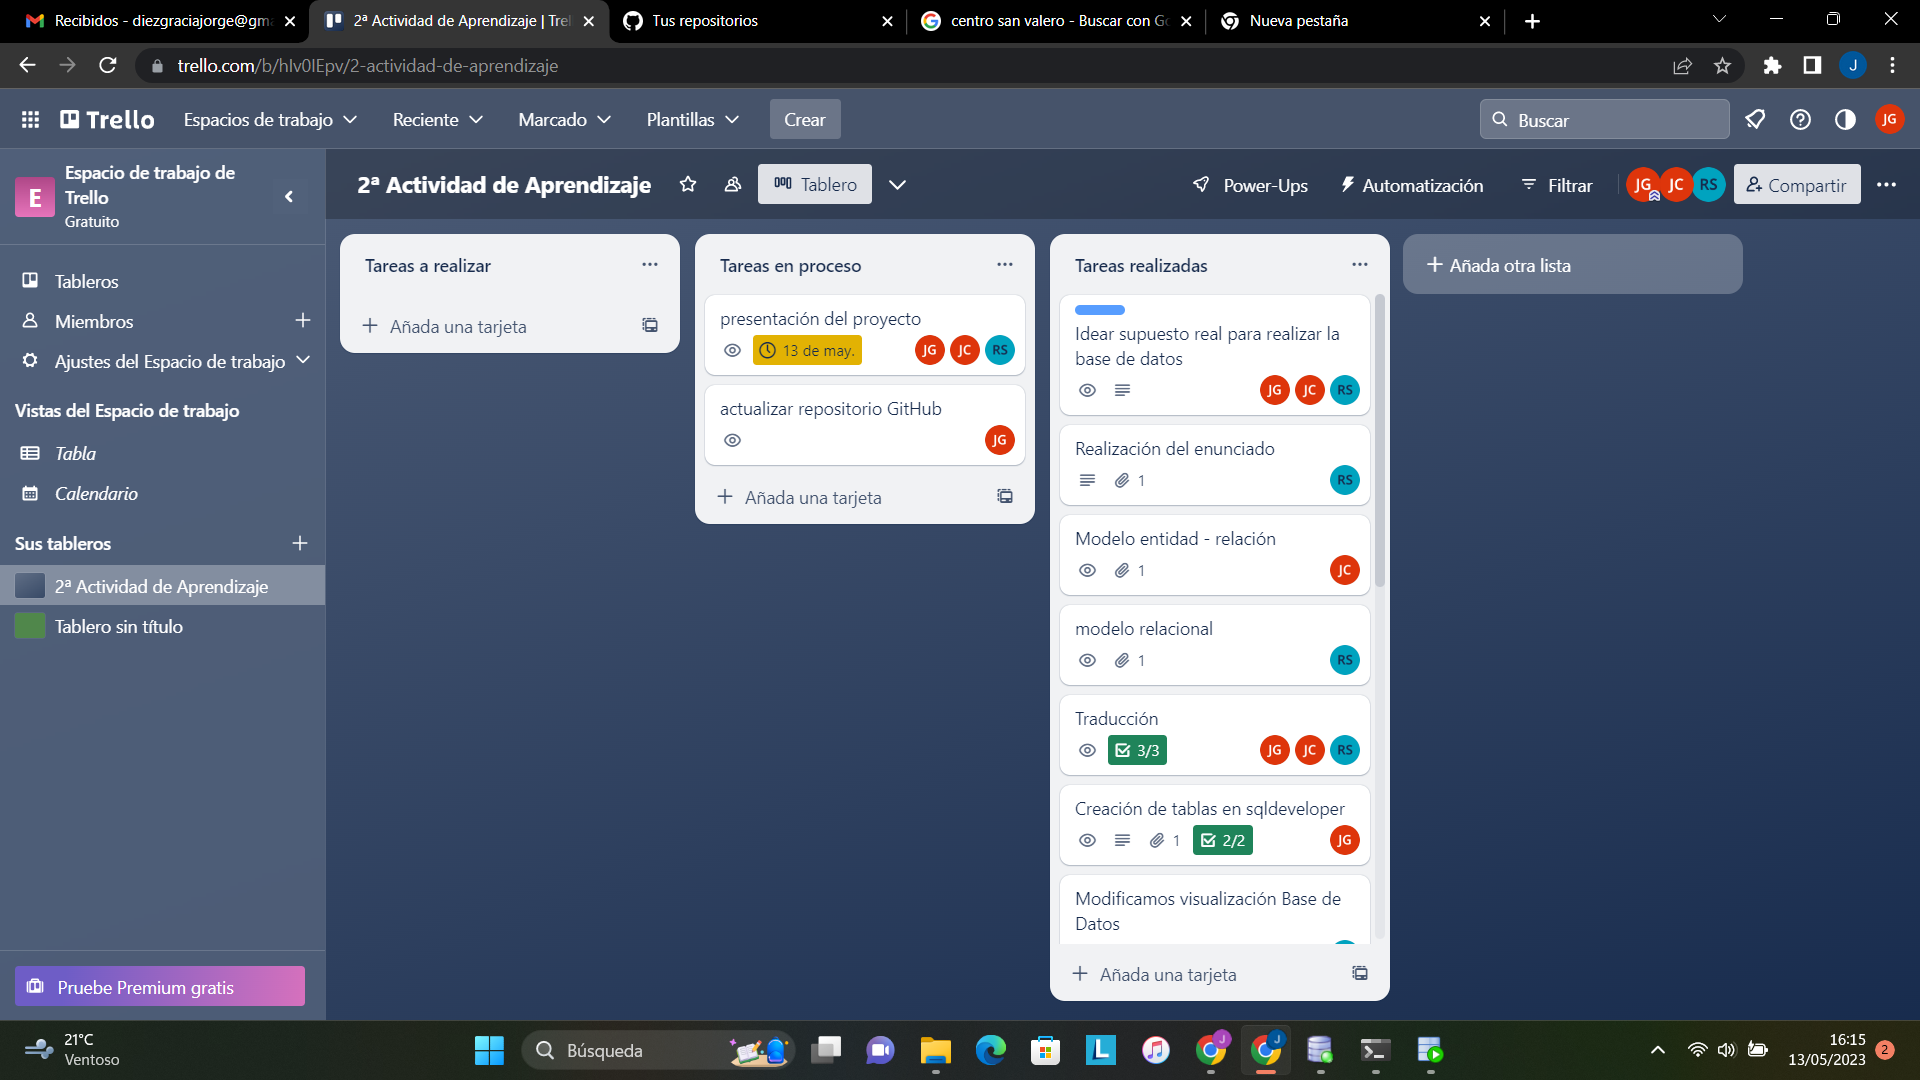 Recibidos - diezgraciajorge@gma
2ª Actividad de Aprendizaje | Trel
Tus repositorios
centro san valero - Buscar con Go
Nueva pestaña
trello.com/b/hIv0IEpv/2-actividad-de-aprendizaje
J
Trello
Espacios de trabajo
Reciente
Marcado
Plantillas
Crear
Buscar
JG
E
Espacio de trabajo de
Trello
Gratuito
2ª Actividad de Aprendizaje
Tablero
Power-Ups
Automatización
Filtrar
JG
JC
RS
Compartir
Tableros
Miembros
Ajustes del Espacio de trabajo
Vistas del Espacio de trabajo
Tabla
Calendario
Sus tableros
2ª Actividad de Aprendizaje
Tablero sin título
Pruebe Premium gratis
Tareas a realizar
Añada una tarjeta
Tareas en proceso
presentación del proyecto
13 de may.
JG
JC
RS
actualizar repositorio GitHub
JG
Añada una tarjeta
Tareas realizadas
Idear supuesto real para realizar la
base de datos
JG
JC
RS
Realización del enunciado
1
RS
Modelo entidad - relación
1
JC
modelo relacional
1
RS
Traducción
3/3
JG
JC
RS
Creación de tablas en sqldeveloper
1
2/2
JG
Modificamos visualización Base de
Datos
Añada una tarjeta
Añada otra lista
21°C
Ventoso
Búsqueda
L
J
J
16:15
13/05/2023
2